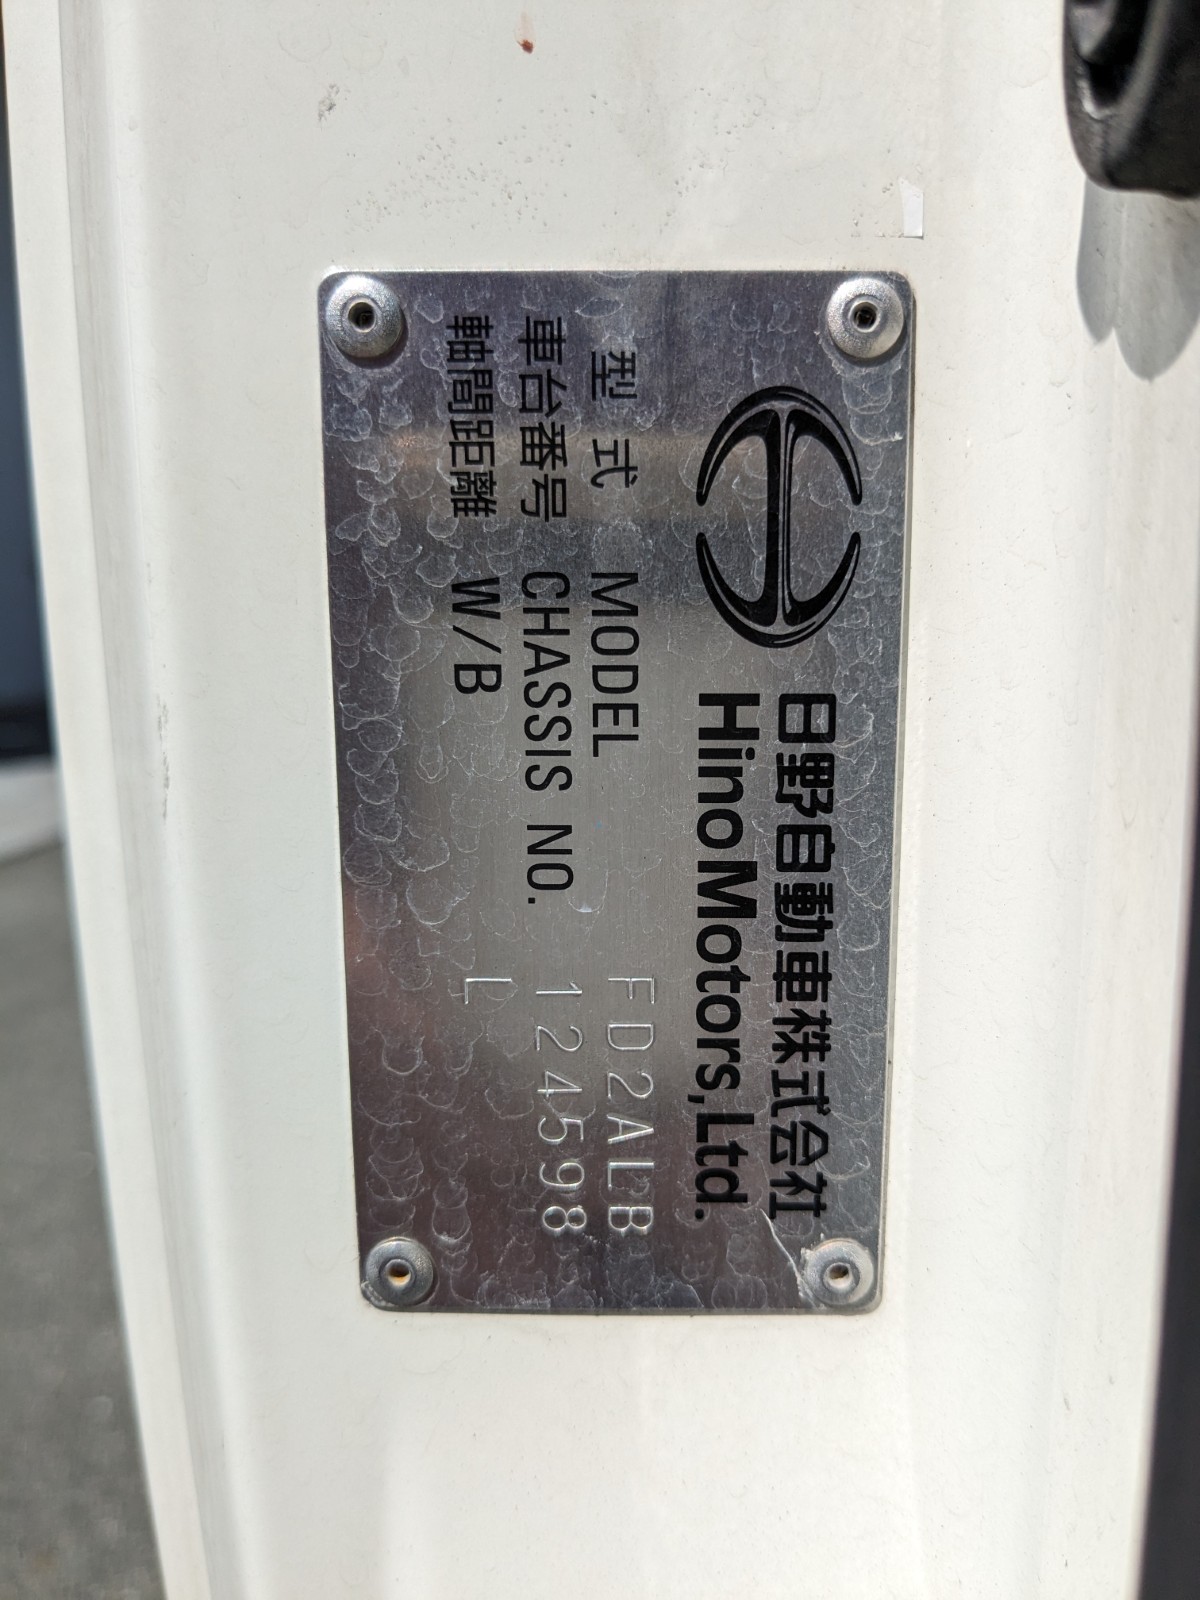 日野自動車株式会社
Hino Motors, Ltd.
型式 MODEL FD2ALB
車台番号 CHASSIS NO. 124598
軸間距離 W/B L